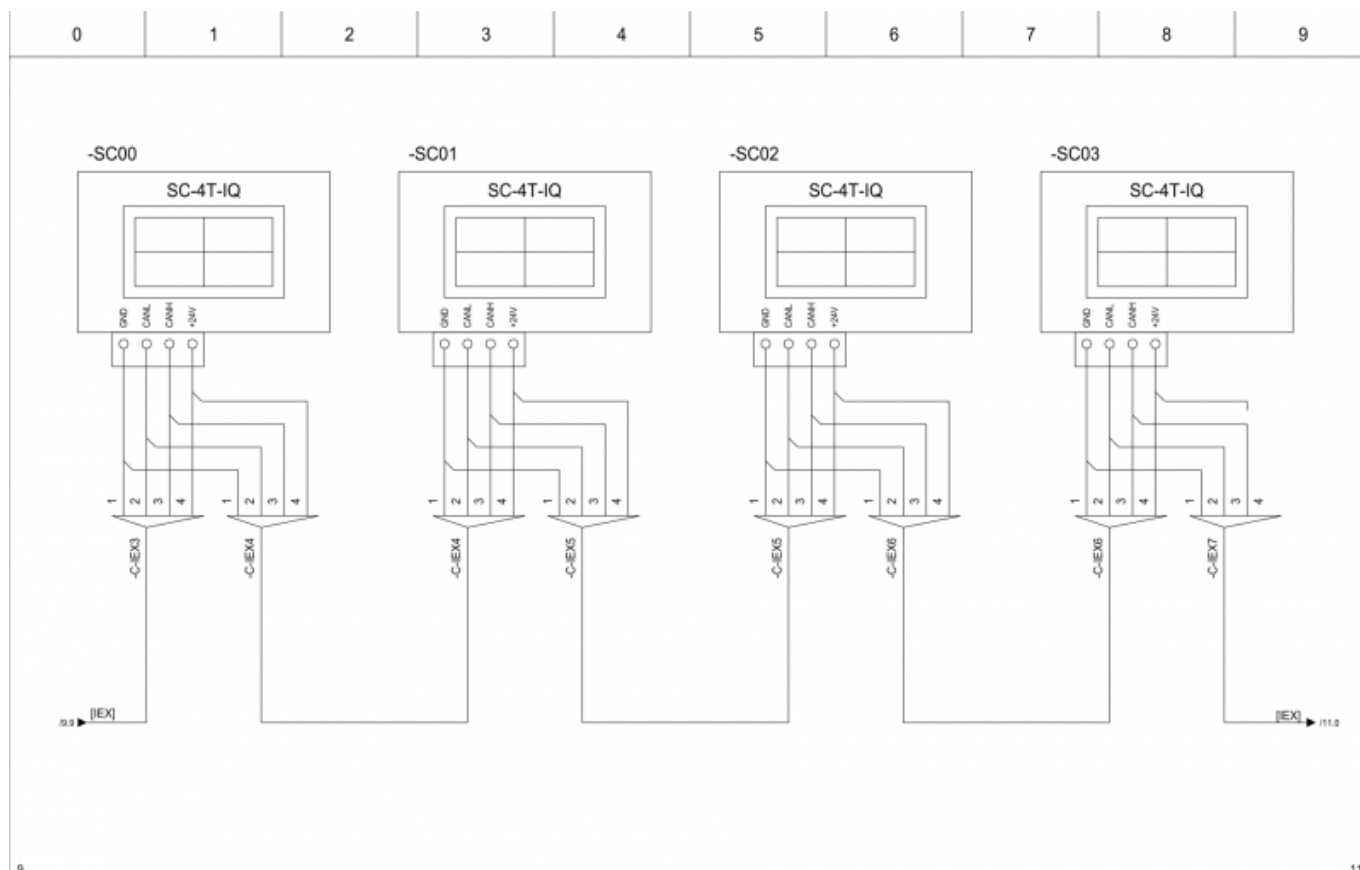 0 1 2 3 4 5 6 7 8 9
-SC00 -SC01 -SC02 -SC03
SC-4T-IQ SC-4T-IQ SC-4T-IQ SC-4T-IQ
GND CANL CANH +24V GND CANL CANH +24V GND CANL CANH +24V GND CANL CANH +24V
1 2 3 4 1 2 3 4 1 2 3 4 1 2 3 4 1 2 3 4 1 2 3 4 1 2 3 4 1 2 3 4
-C-IEX3 -C-IEX4 -C-IEX4 -C-IEX5 -C-IEX5 -C-IEX6 -C-IEX6 -C-IEX7
/9.9 [IEX] [IEX] /11.0
9 11